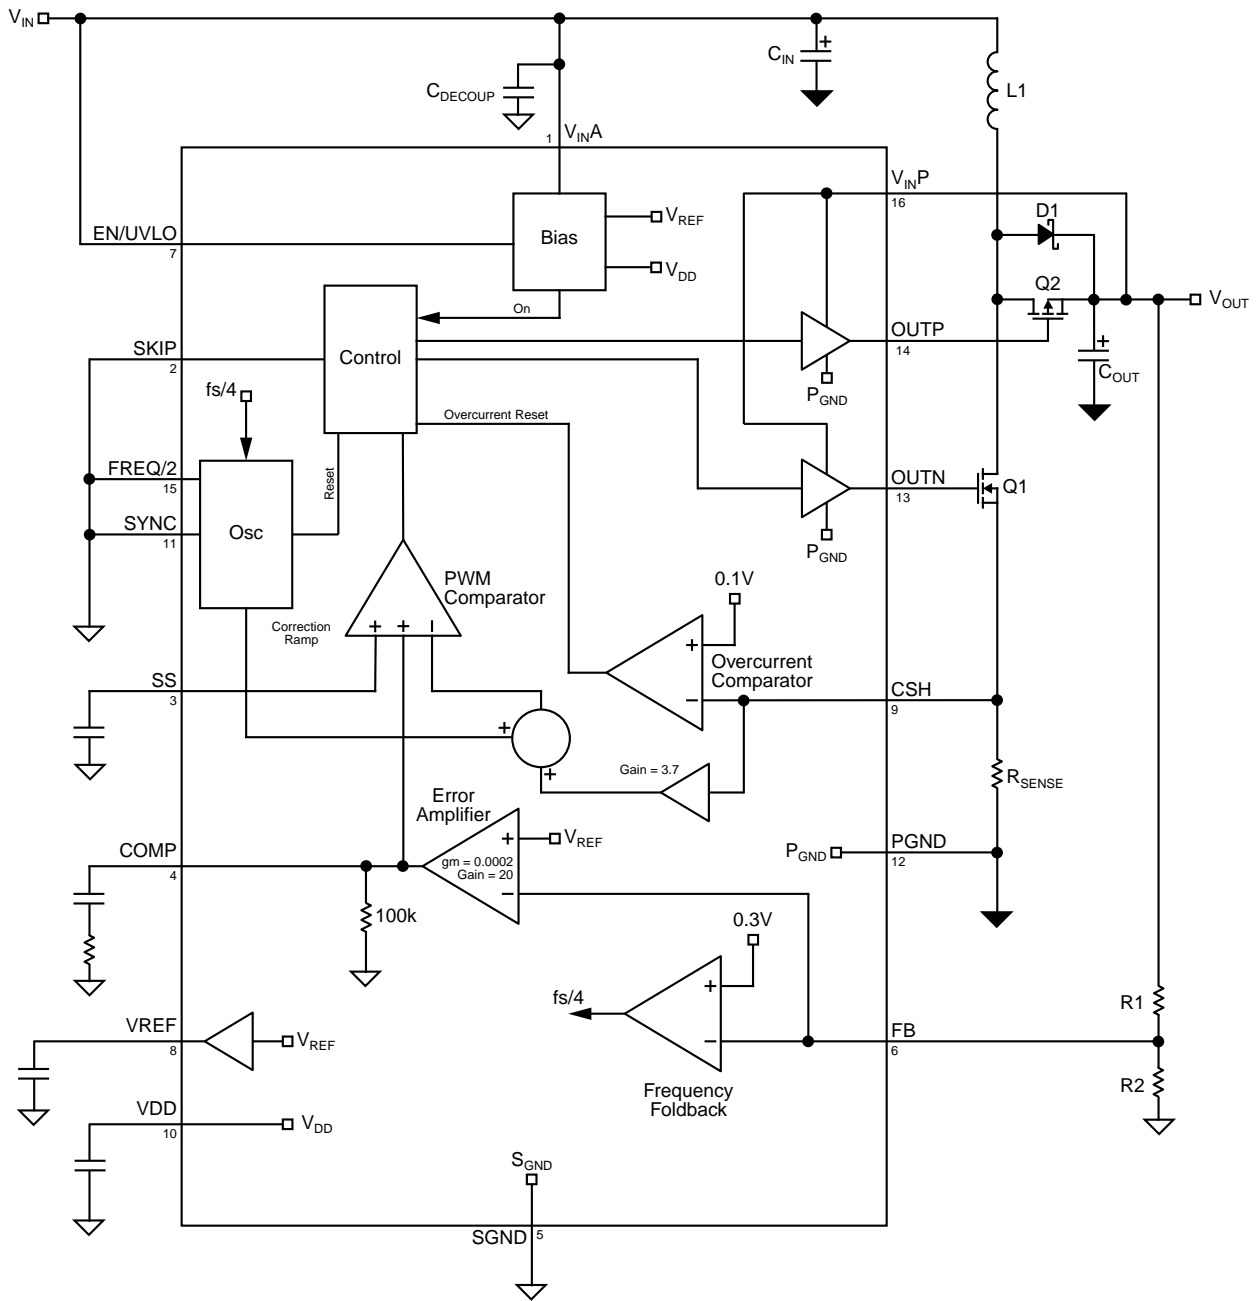 VIN
CIN
+
L1
CDECOUP
1
VINA
VINP
16
D1
Bias
VREF
VDD
EN/UVLO
7
On
Q2
VOUT
OUTP
14
+
COUT
SKIP
2
Control
PGND
fs/4
Overcurrent Reset
FREQ/2
15
Reset
OUTN
13
Q1
SYNC
11
Osc
PGND
PWM
Comparator
0.1V
Correction
Ramp
+ + −
+
Overcurrent
Comparator
−
SS
3
CSH
9
+
+
Gain = 3.7
RSENSE
Error
Amplifier
+
VREF
COMP
4
gm = 0.0002
Gain = 20
−
PGND
PGND
12
100k
0.3V
fs/4
+
−
R1
VREF
8
VREF
FB
6
Frequency
Foldback
R2
VDD
10
VDD
SGND
SGND
5